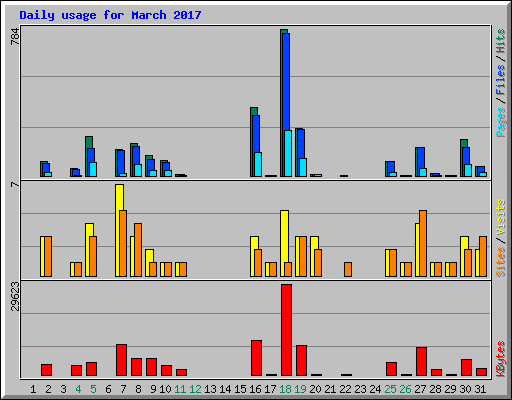 Daily usage for March 2017
784
Pages / Files / Hits
7
Sites / Visits
29623
KBytes
1 2 3 4 5 6 7 8 9 10 11 12 13 14 15 16 17 18 19 20 21 22 23 24 25 26 27 28 29 30 31